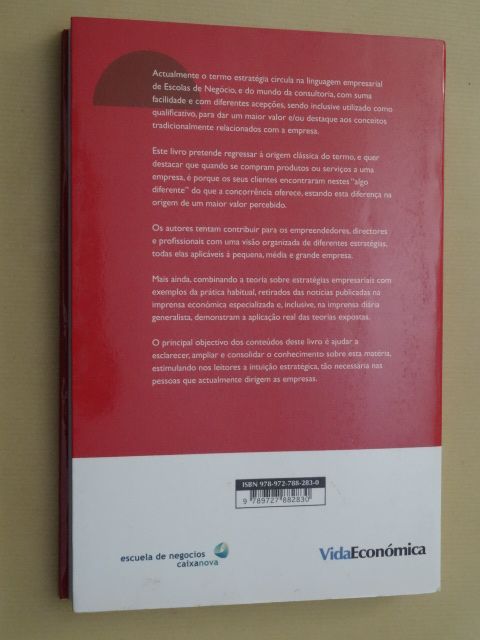 Actualmente o termo estratégia circula na linguagem empresarial
de Escolas de Negócio, e do mundo da consultoria, com suma
facilidade e com diferentes acepções, sendo inclusive utilizado como
qualificativo, para dar um maior valor e/ou destaque aos conceitos
tradicionalmente relacionados com a empresa.
Este livro pretende regressar à origem clássica do termo, e quer
destacar que quando se compram produtos ou serviços a uma
empresa, é porque os seus clientes encontraram nestes "algo
diferente" do que a concorrência oferece, estando esta diferença na
origem de um maior valor percebido.
Os autores tentam contribuir para os empreendedores, directores
e profissionais com uma visão organizada de diferentes estratégias,
todas elas aplicáveis à pequena, média e grande empresa.
Mais ainda, combinando a teoria sobre estratégias empresariais com
exemplos da prática habitual, retirados das notícias publicadas na
imprensa económica especializada e, inclusive, na imprensa diária
generalista, demonstram a aplicação real das teorias expostas.
O principal objectivo dos conteúdos deste livro é ajudar a
esclarecer, ampliar e consolidar o conhecimento sobre esta matéria,
estimulando nos leitores a intuição estratégica, tão necessária nas
pessoas que actualmente dirigem as empresas.
ISBN 978-972-788-283-0
9 789727 882830
escuela de negocios
caixanova
VidaEconómica